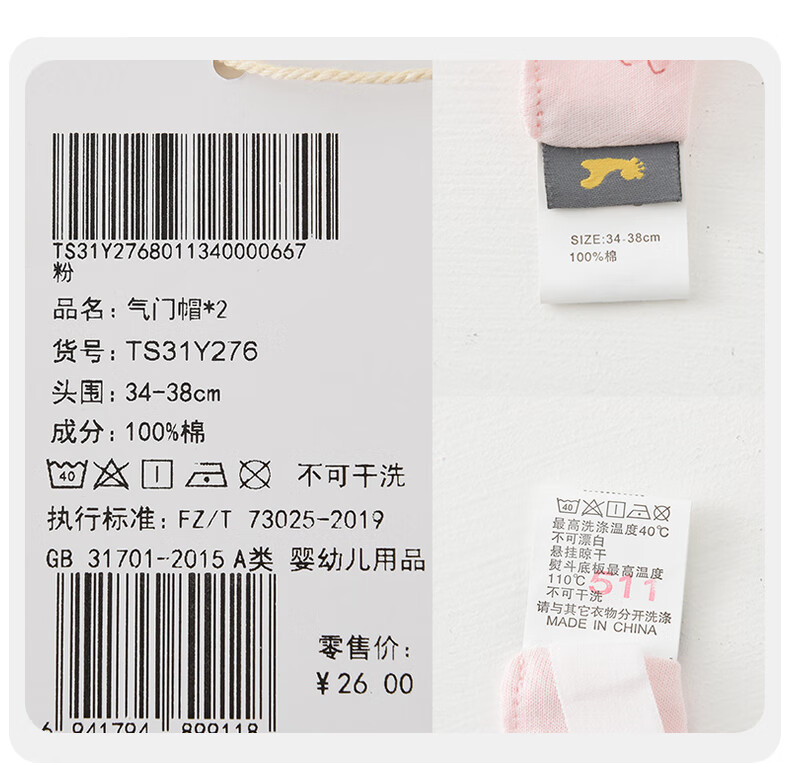 TS31Y2768011340000667
粉
品名: 气门帽*2
货号: TS31Y276
头围: 34-38cm
成分: 100%棉
40 不可干洗
执行标准: FZ/T 73025-2019
GB 31701-2015 A类 婴幼儿用品
零售价:
¥26.00
6 941794 899118
SIZE:34-38cm
100%棉
40
最高洗涤温度40℃
不可漂白
悬挂晾干
熨斗底板最高温度
110℃
511
不可干洗
请与其它衣物分开洗涤
MADE IN CHINA